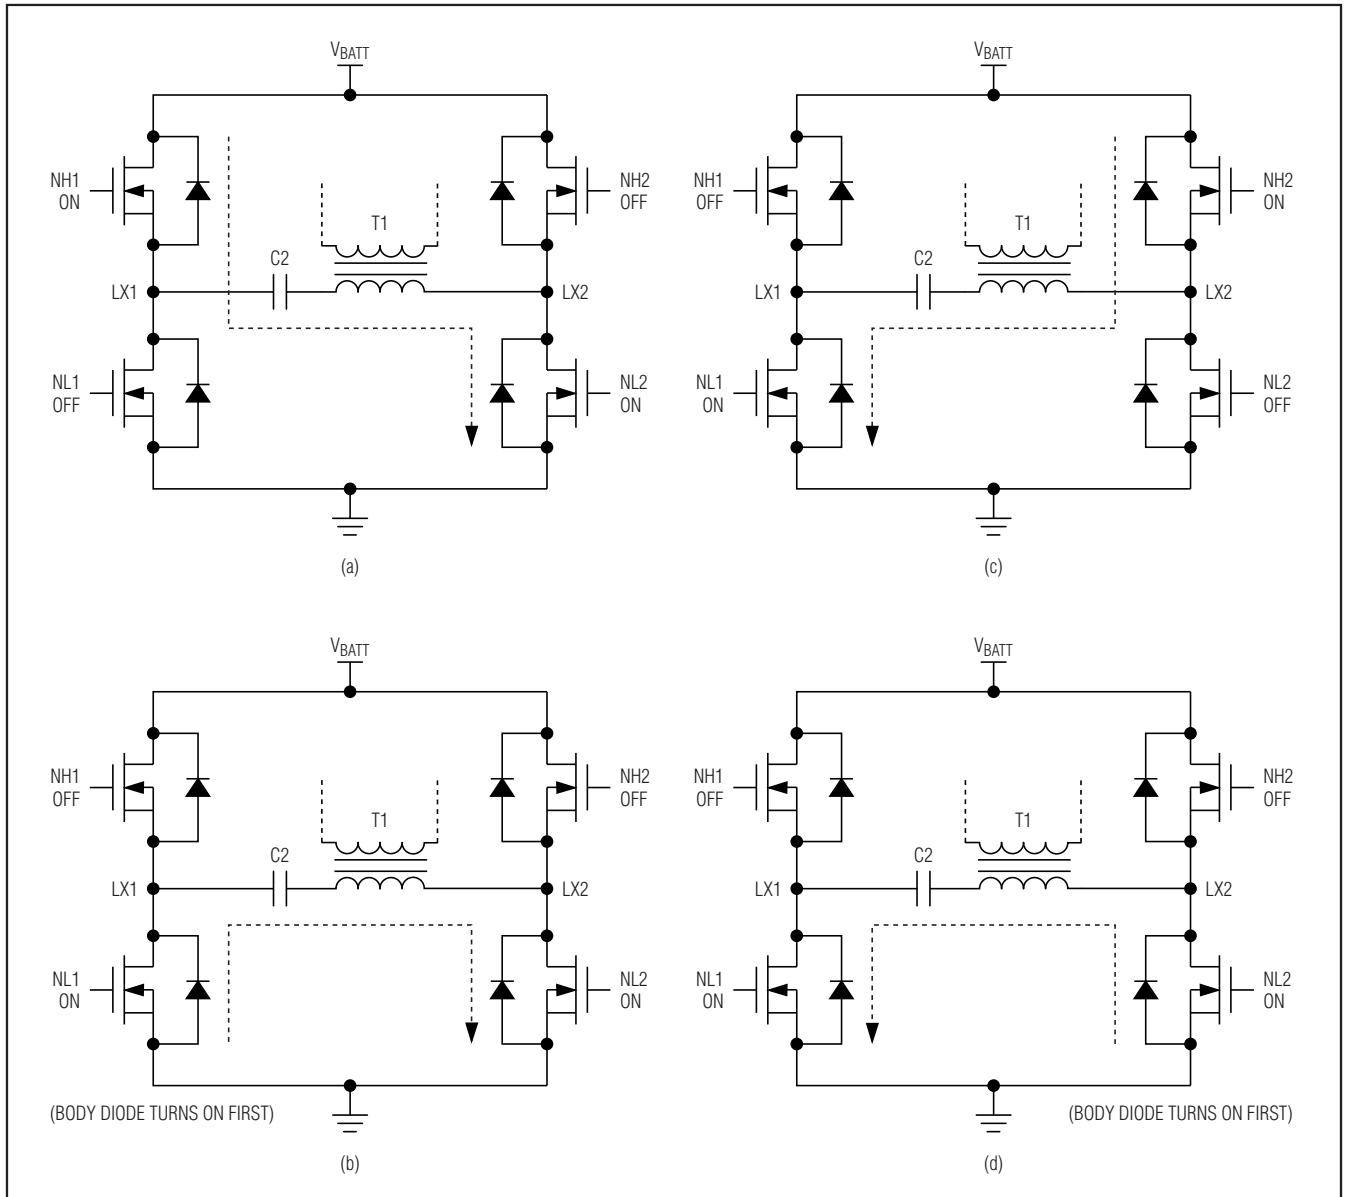 VBATT
NH1
ON
NH2
OFF
T1
C2
LX1
LX2
NL1
OFF
NL2
ON
(a)
VBATT
NH1
OFF
NH2
ON
T1
C2
LX1
LX2
NL1
ON
NL2
OFF
(c)
VBATT
NH1
OFF
NH2
OFF
T1
C2
LX1
LX2
NL1
ON
NL2
ON
(BODY DIODE TURNS ON FIRST)
(b)
VBATT
NH1
OFF
NH2
OFF
T1
C2
LX1
LX2
NL1
ON
NL2
ON
(BODY DIODE TURNS ON FIRST)
(d)